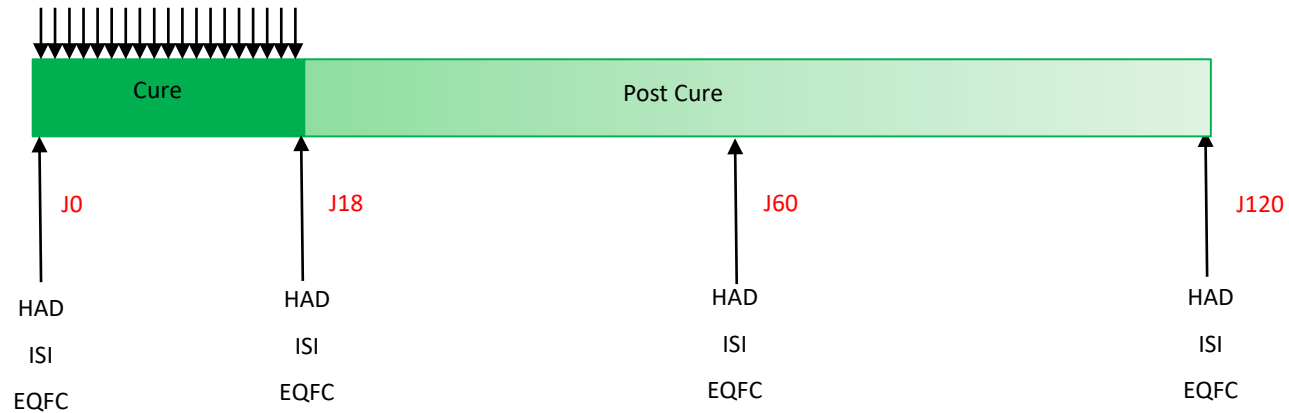 Cure
Post Cure
J0
J18
J60
J120
HAD
ISI
EQFC
HAD
ISI
EQFC
HAD
ISI
EQFC
HAD
ISI
EQFC